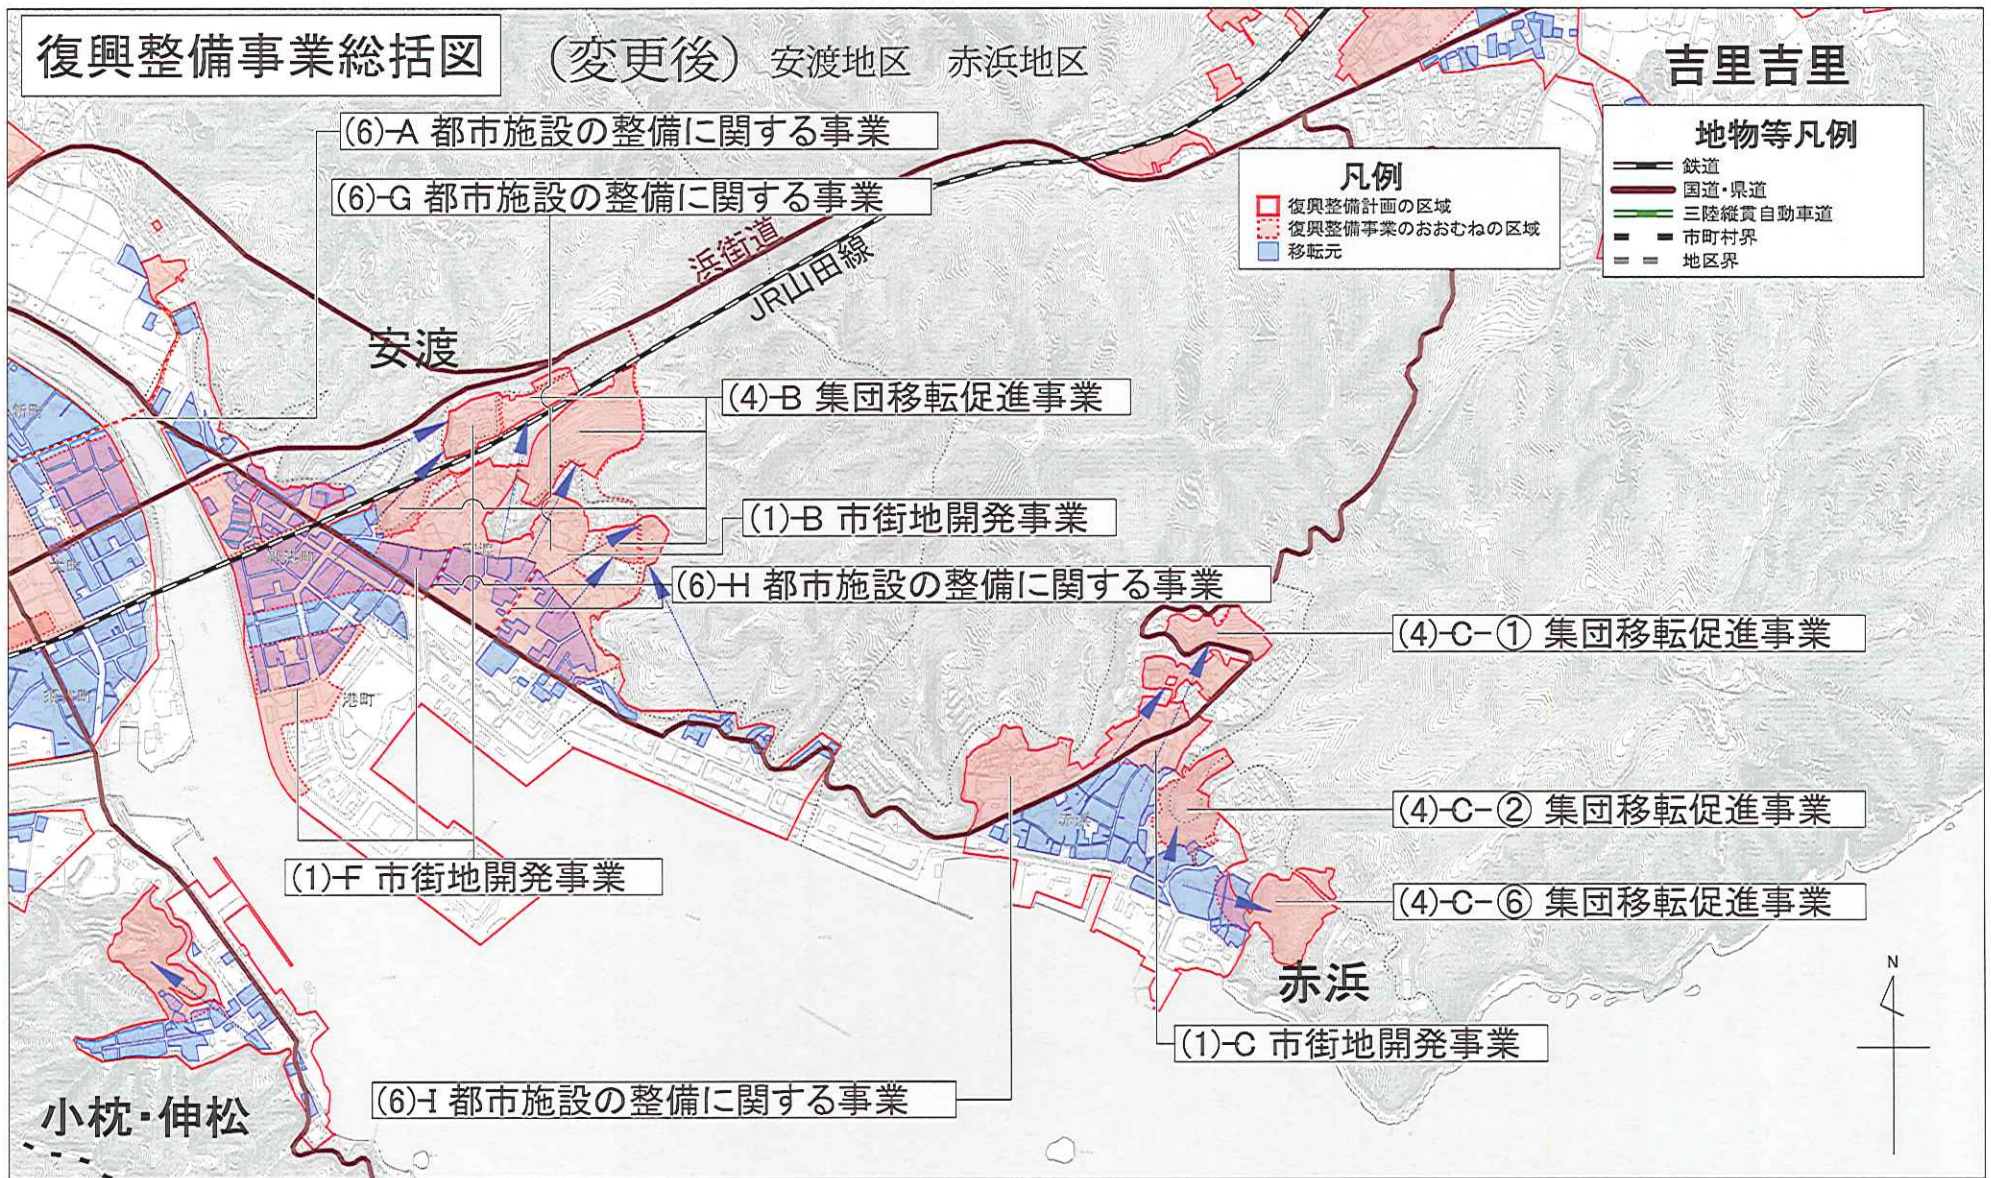 復興整備事業総括図
(変更後) 安渡地区 赤浜地区
吉里吉里
(6)-A 都市施設の整備に関する事業
(6)-G 都市施設の整備に関する事業
凡例
復興整備計画の区域
復興整備事業のおおむねの区域
移転元
地物等凡例
鉄道
国道・県道
三陸縦貫自動車道
市町村界
地区界
浜街道
JR山田線
安渡
(4)-B 集団移転促進事業
新町
(1)-B 市街地開発事業
(6)-H 都市施設の整備に関する事業
(4)-C-① 集団移転促進事業
港町
(4)-C-② 集団移転促進事業
赤浜
(1)-F 市街地開発事業
(4)-C-⑥ 集団移転促進事業
赤浜
(1)-C 市街地開発事業
(6)-I 都市施設の整備に関する事業
小枕・伸松
N